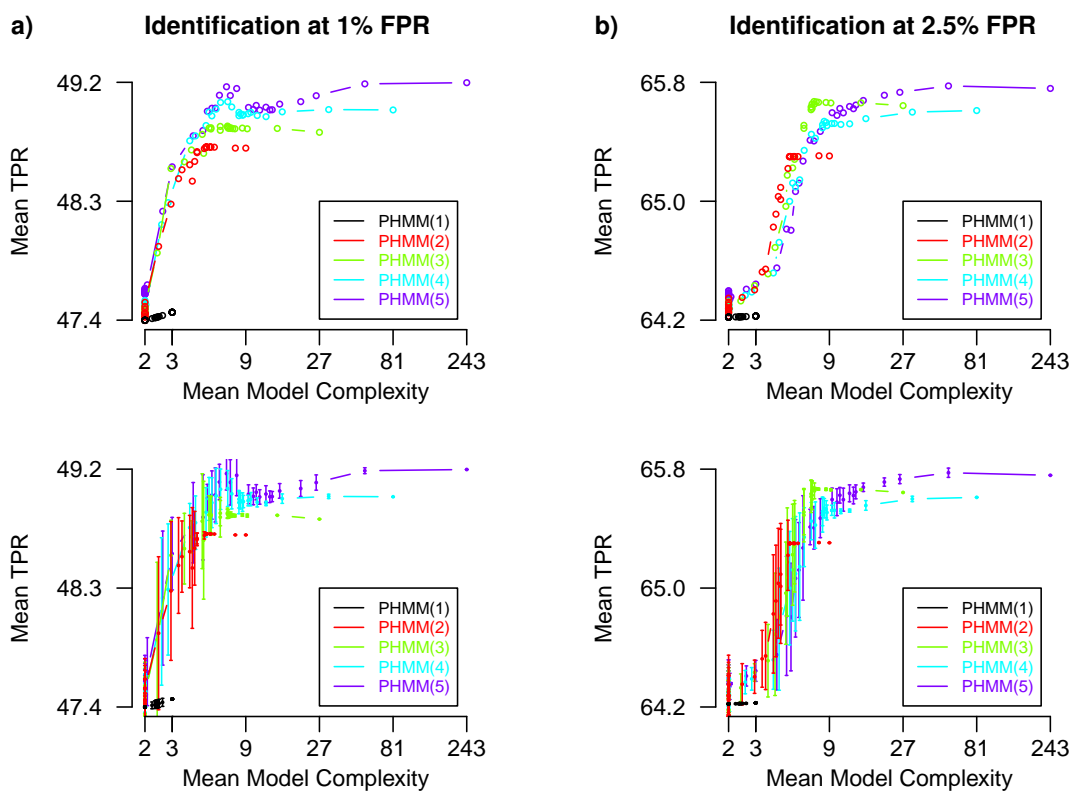 a) Identification at 1% FPR
49.2
48.3
47.4
Mean TPR
2 3 9 27 81 243
Mean Model Complexity
PHMM(1)
PHMM(2)
PHMM(3)
PHMM(4)
PHMM(5)
b) Identification at 2.5% FPR
65.8
65.0
64.2
Mean TPR
2 3 9 27 81 243
Mean Model Complexity
PHMM(1)
PHMM(2)
PHMM(3)
PHMM(4)
PHMM(5)
49.2
48.3
47.4
Mean TPR
2 3 9 27 81 243
Mean Model Complexity
PHMM(1)
PHMM(2)
PHMM(3)
PHMM(4)
PHMM(5)
65.8
65.0
64.2
Mean TPR
2 3 9 27 81 243
Mean Model Complexity
PHMM(1)
PHMM(2)
PHMM(3)
PHMM(4)
PHMM(5)